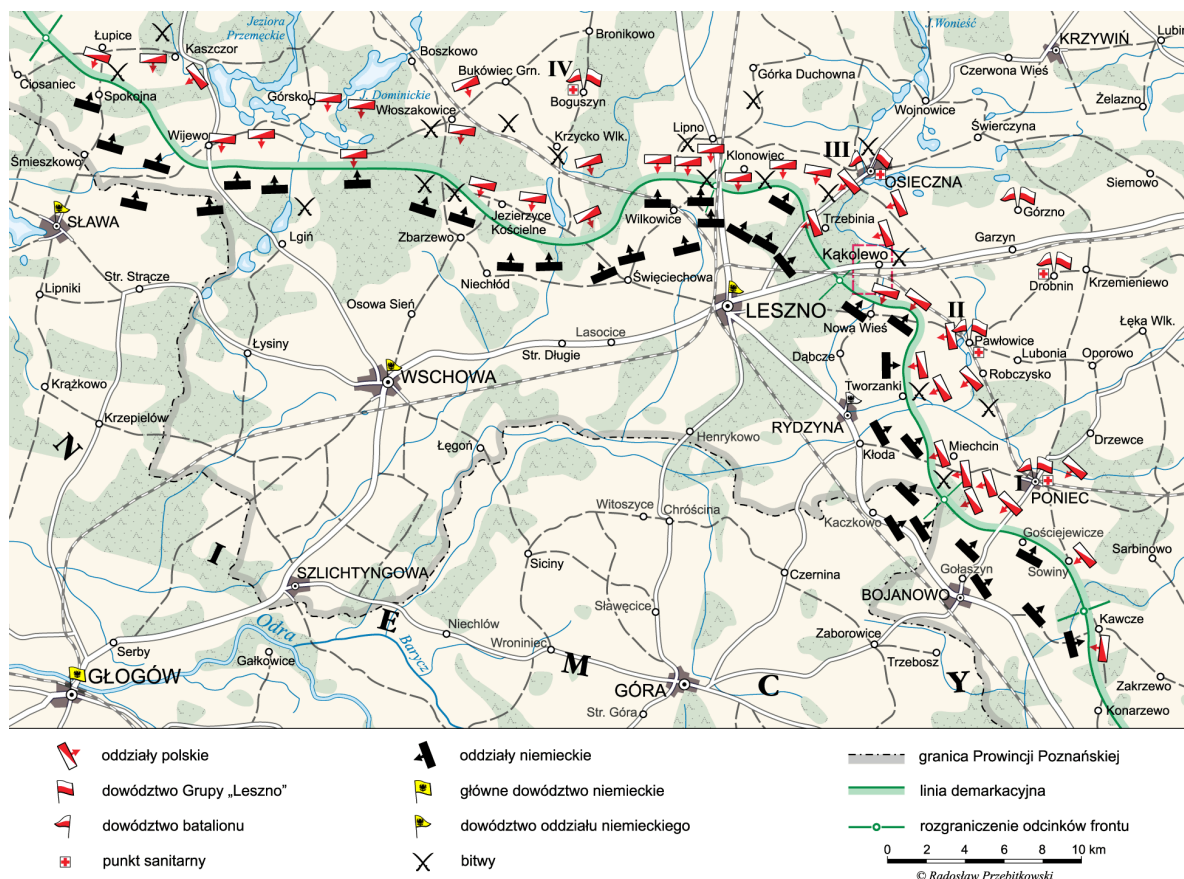 Łupice
Kaszczor
Jeziora
Przemęckie
Boszkowo
Bronikowo
J. Wonieść
KRZYWIŃ
Lubiń
Ciosaniec
Spokojna
Górsko
J. Dominickie
Włoszakowice
Bukówiec Grn.
IV
Boguszyn
Górka Duchowna
Czerwona Wieś
Wojnowice
Żelazno
Wijewo
Krzycko Wlk.
Lipno
Klonowiec
III
Świerczyna
Śmieszkowo
OSIECZNA
Siemowo
SŁAWA
Lgiń
Zbarzewo
Jezierzyce
Kościelne
Wilkowice
Trzebinia
Górzno
Garzyn
Kąkolewo
Str. Strącze
Lipniki
Niechłód
Święciechowa
Drobnin
Krzemieniewo
Osowa Sień
LESZNO
Nowa Wieś
II
Pawłowice
Łęka Wlk.
Łysiny
Lasocice
Str. Długie
Dąbcze
Lubonia
Oporowo
Robczysko
Krążkowo
WSCHOWA
Tworzanki
Krzepielów
RYDZYNA
N
Łęgoń
Henrykowo
Kłoda
Miechcin
Drzewce
I
PONIEC
Witoszyce
Chróścina
Kaczkowo
Gościejewice
I
Siciny
Sarbinowo
SZLICHTYNGOWA
Czernina
Gołaszyn
Sowiny
BOJANOWO
E
Sławęcice
Kawcze
Odra
Barycz
Niechlów
Wroniniec
Zaborowice
Serby
Gałkowice
M
Trzebosz
GŁOGÓW
GÓRA
C
Y
Zakrzewo
Str. Góra
Konarzewo
oddziały polskie
oddziały niemieckie
granica Prowincji Poznańskiej
dowództwo Grupy „Leszno”
główne dowództwo niemieckie
linia demarkacyjna
dowództwo batalionu
dowództwo oddziału niemieckiego
rozgraniczenie odcinków frontu
punkt sanitarny
bitwy
0 2 4 6 8 10 km
© Radosław Przebitkowski